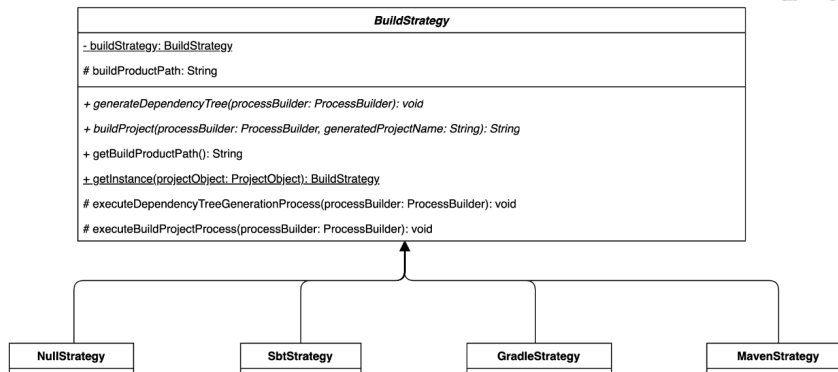 BuildStrategy
- buildStrategy: BuildStrategy
# buildProductPath: String
+ generateDependencyTree(processBuilder: ProcessBuilder): void
+ buildProject(processBuilder: ProcessBuilder, generatedProjectName: String): String
+ getBuildProductPath(): String
+ getInstance(projectObject: ProjectObject): BuildStrategy
# executeDependencyTreeGenerationProcess(processBuilder: ProcessBuilder): void
# executeBuildProjectProcess(processBuilder: ProcessBuilder): void
NullStrategy
SbtStrategy
GradleStrategy
MavenStrategy